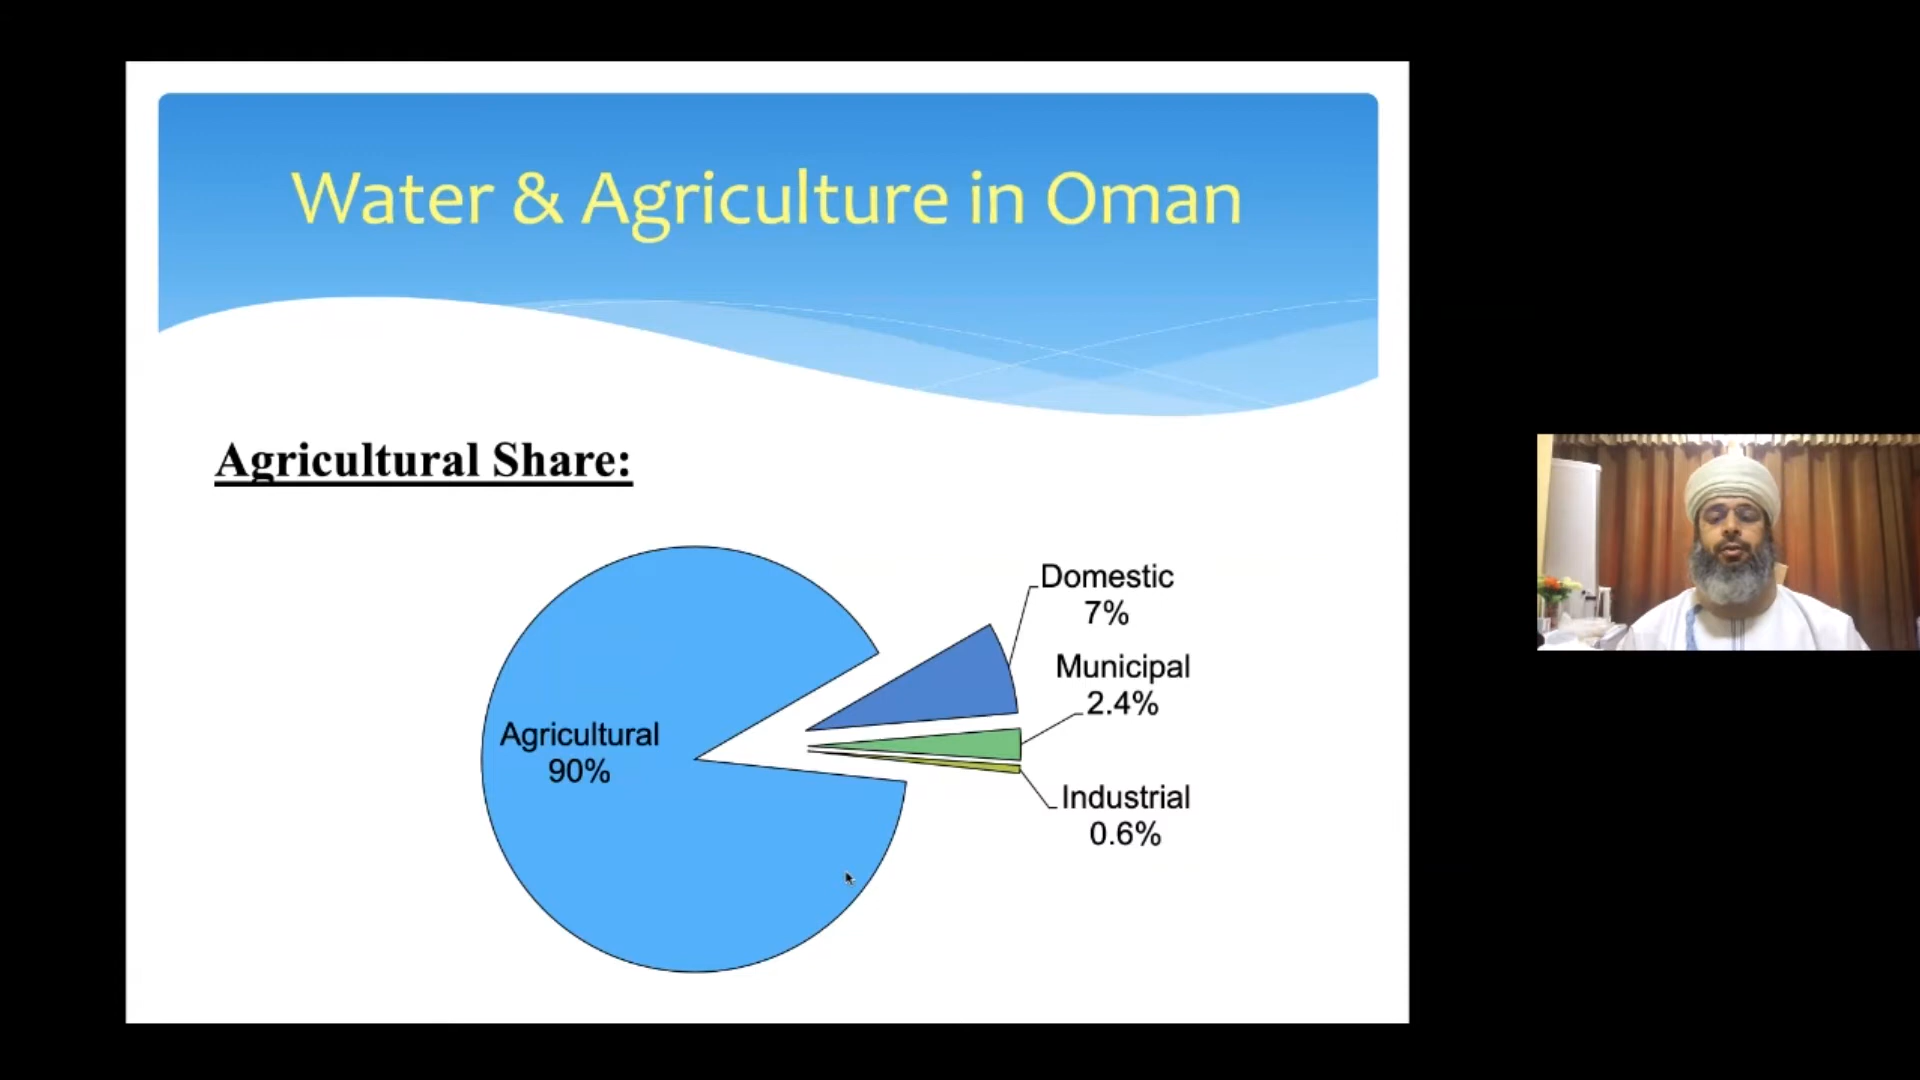 Water & Agriculture in Oman
Agricultural Share:
Domestic
7%
Municipal
2.4%
Agricultural
90%
Industrial
0.6%